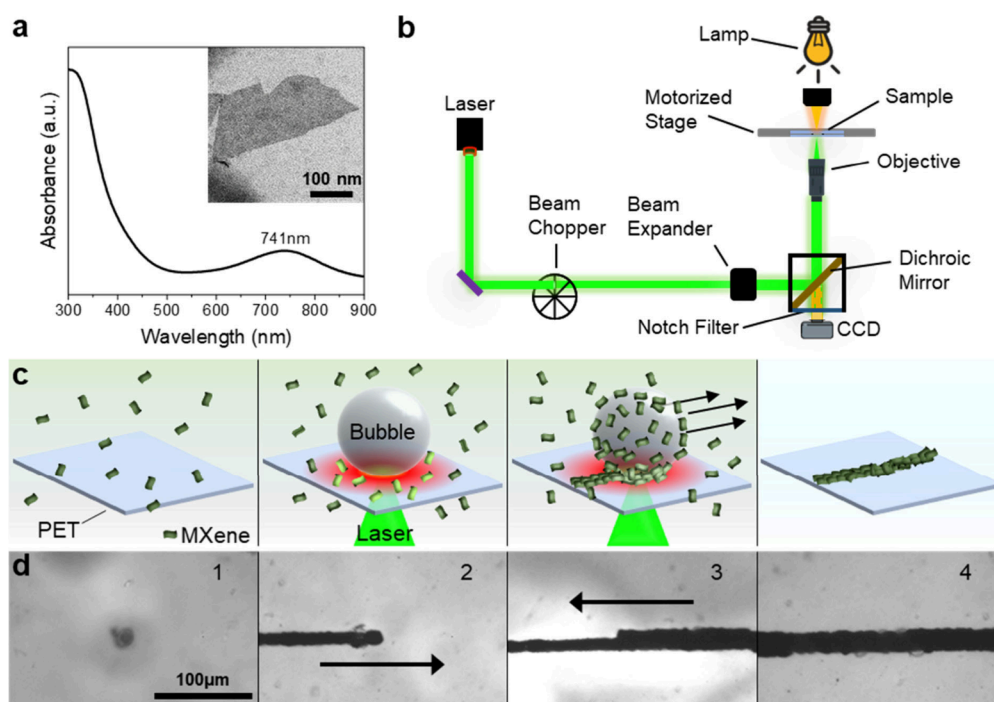 a
Absorbance (a.u.)
100 nm
741nm
300 400 500 600 700 800 900
Wavelength (nm)
b
Lamp
Laser
Motorized
Stage
Sample
Objective
Beam
Chopper
Beam
Expander
Dichroic
Mirror
Notch Filter
CCD
c
Bubble
PET
MXene
Laser
d
1
2
3
4
100μm